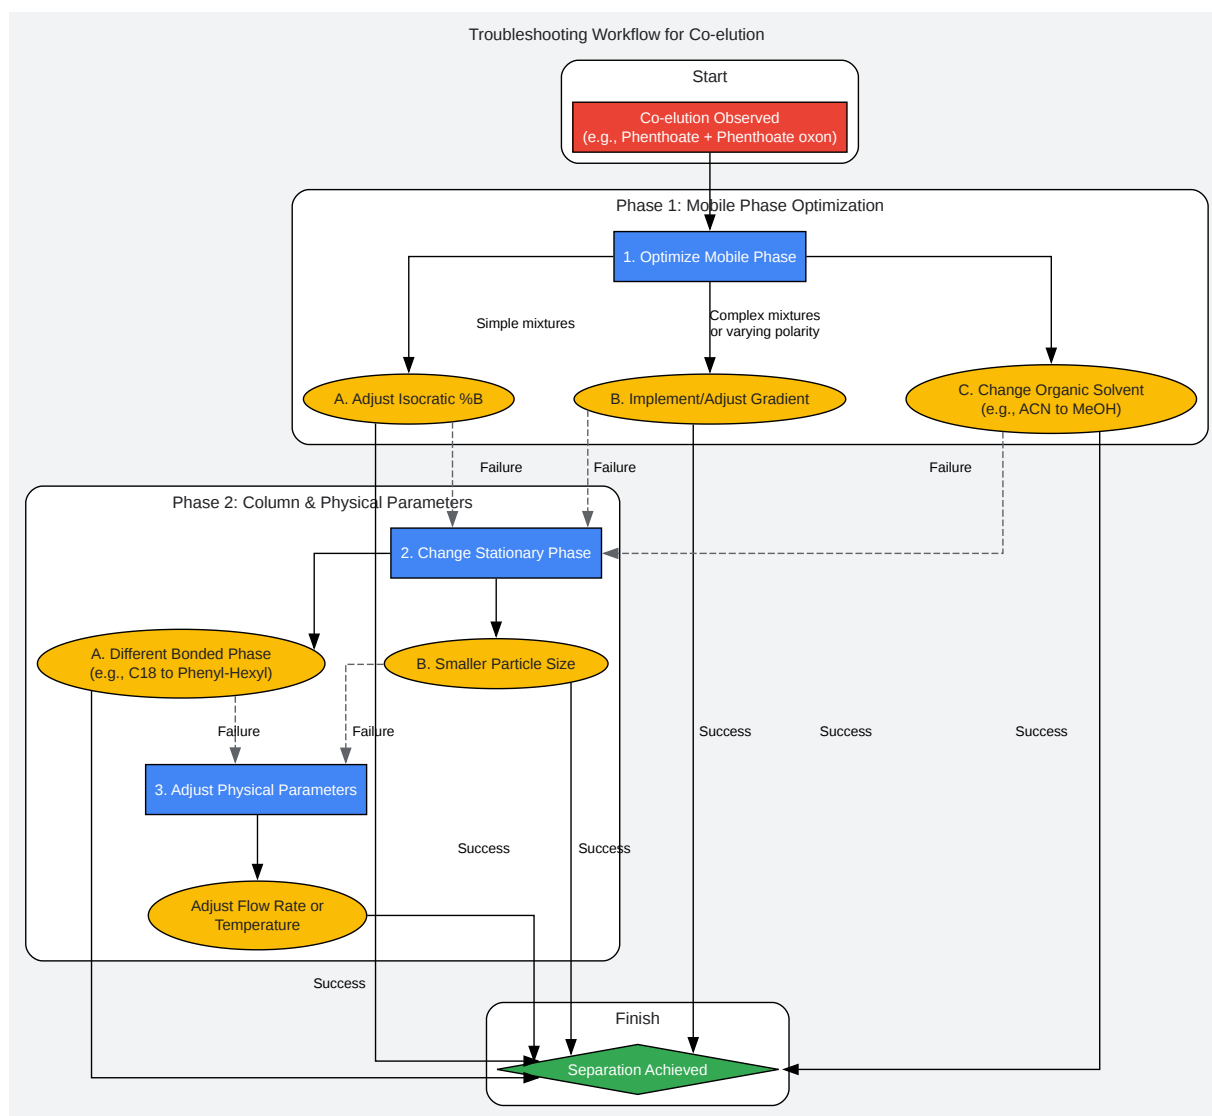 Troubleshooting Workflow for Co-elution
Start
Co-elution Observed
(e.g., Phenthoate + Phenthoate oxon)
Phase 1: Mobile Phase Optimization
1. Optimize Mobile Phase
Simple mixtures
Complex mixtures
or varying polarity
A. Adjust Isocratic %B
B. Implement/Adjust Gradient
C. Change Organic Solvent
(e.g., ACN to MeOH)
Failure
Failure
Failure
Phase 2: Column & Physical Parameters
2. Change Stationary Phase
A. Different Bonded Phase
(e.g., C18 to Phenyl-Hexyl)
B. Smaller Particle Size
Failure
Failure
Success
Success
Success
3. Adjust Physical Parameters
Success
Success
Adjust Flow Rate or
Temperature
Success
Finish
Separation Achieved